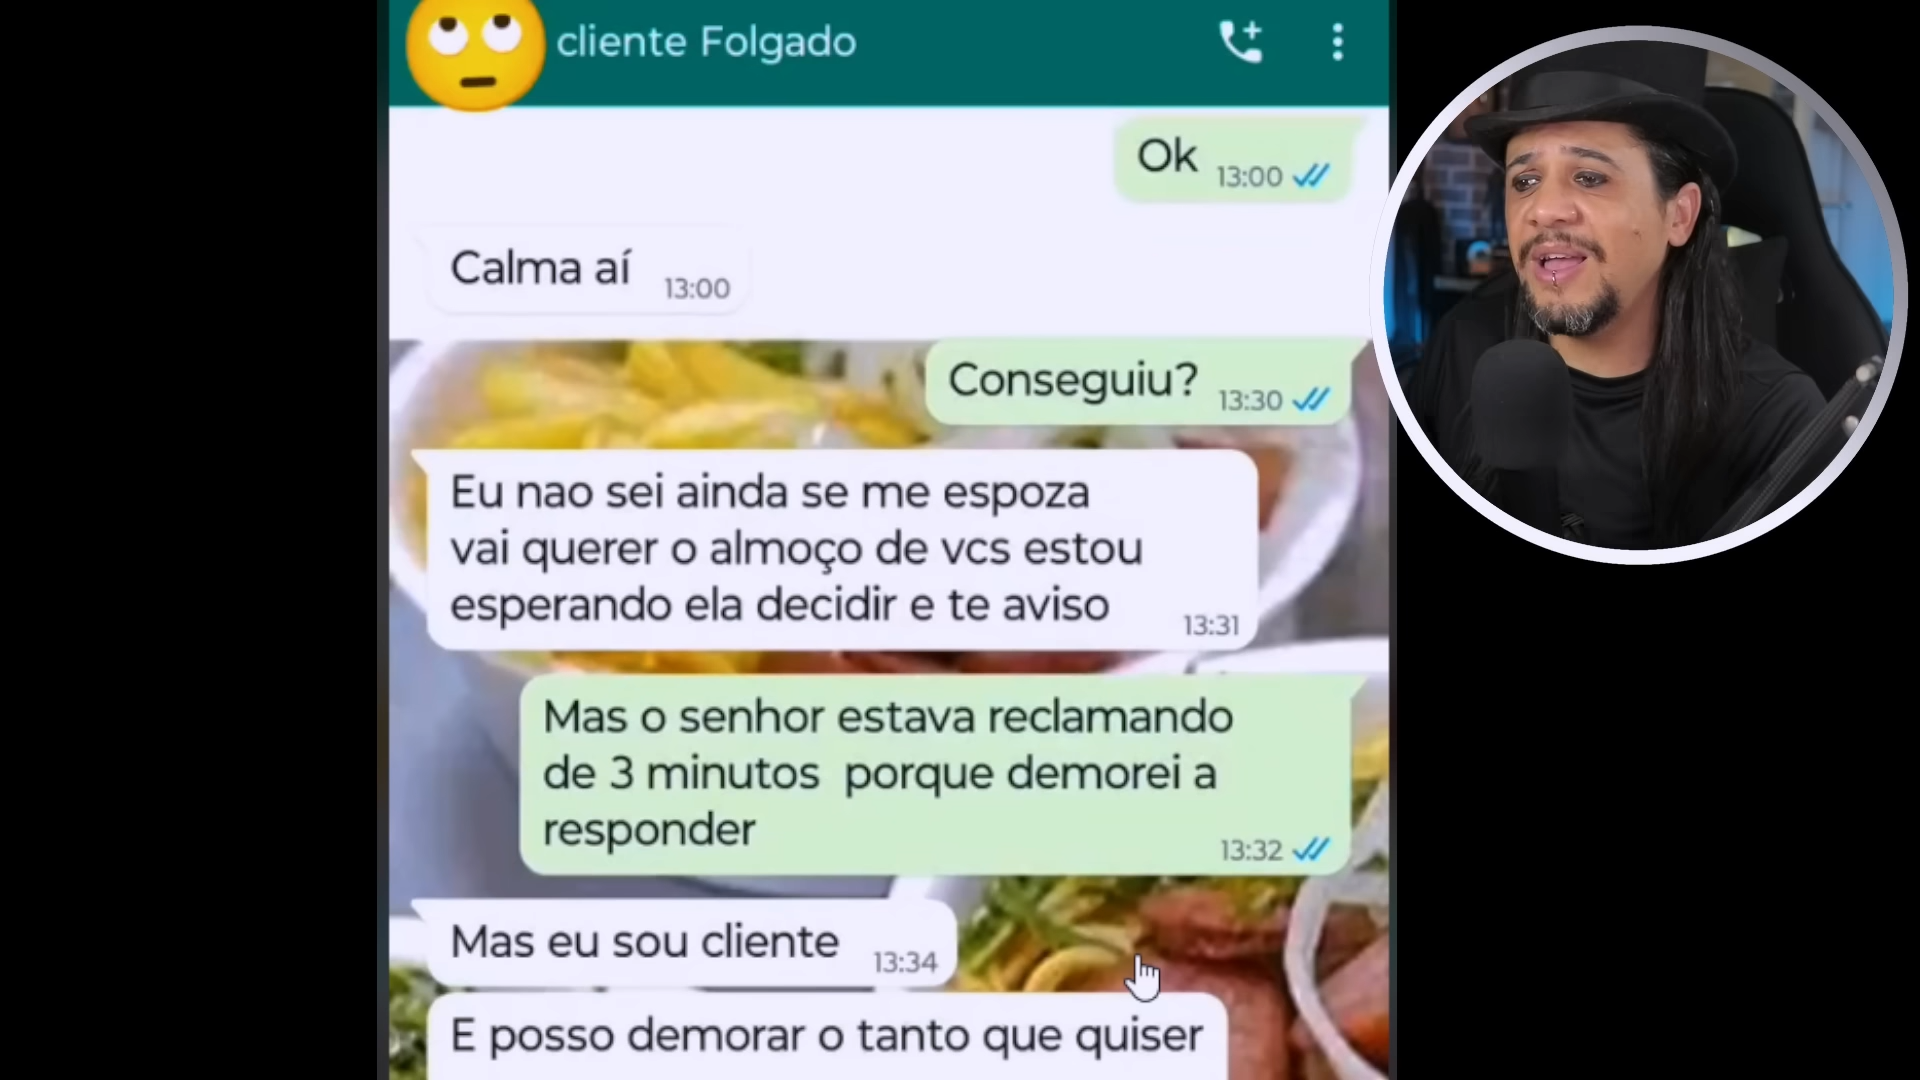 cliente Folgado
Ok 13:00
Calma aí 13:00
Conseguiu? 13:30
Eu nao sei ainda se me espoza
vai querer o almoço de vcs estou
esperando ela decidir e te aviso 13:31
Mas o senhor estava reclamando
de 3 minutos porque demorei a
responder 13:32
Mas eu sou cliente 13:34
E posso demorar o tanto que quiser